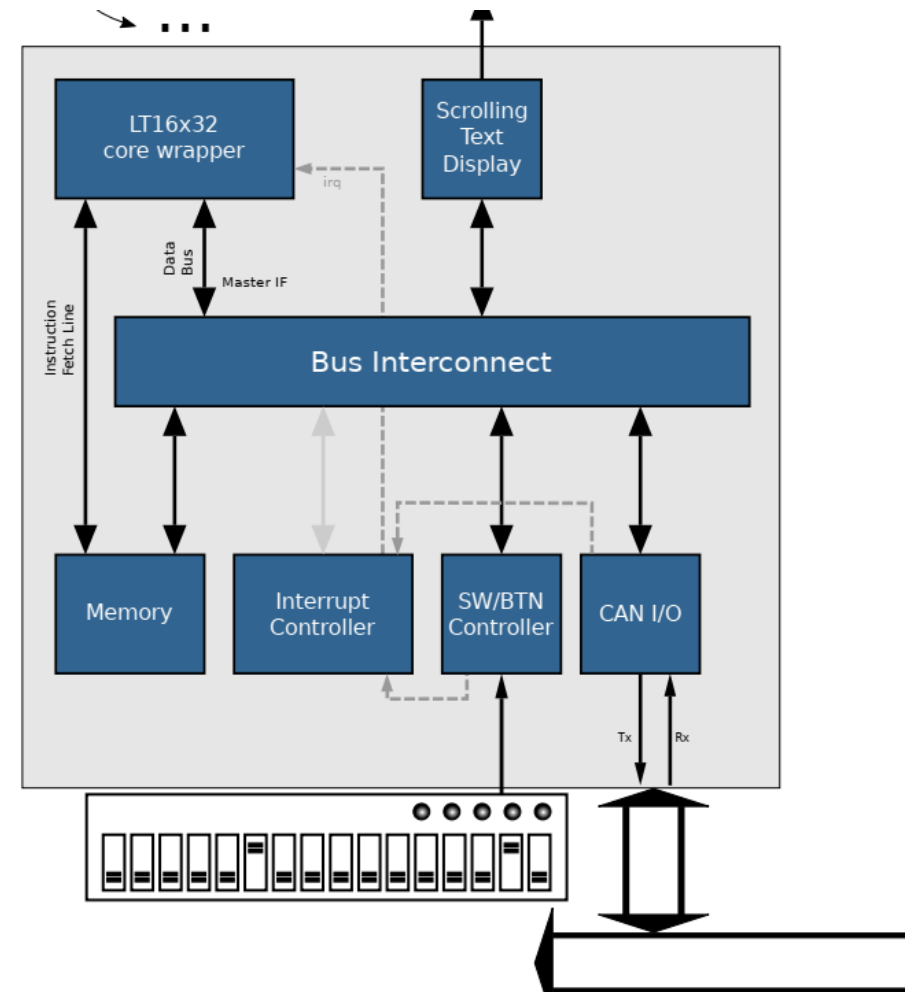 ...
LT16x32
core wrapper
Scrolling
Text
Display
irq
Data
Bus
Master IF
Instruction
Fetch Line
Bus Interconnect
Memory
Interrupt
Controller
SW/BTN
Controller
CAN I/O
Tx
Rx